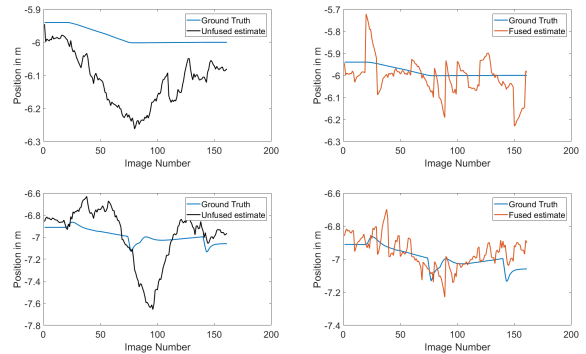 -5.9
-6
-6.1
-6.2
-6.3
Position in m
0
50
100
150
200
Image Number
Ground Truth
Unfused estimate
-5.7
-5.8
-5.9
-6
-6.1
-6.2
-6.3
Position in m
0
50
100
150
200
Image Number
Ground Truth
Fused estimate
-6.6
-6.8
-7
-7.2
-7.4
-7.6
-7.8
Position in m
0
50
100
150
200
Image Number
Ground Truth
Unfused estimate
-6.6
-6.8
-7
-7.2
-7.4
Position in m
0
50
100
150
200
Image Number
Ground Truth
Fused estimate